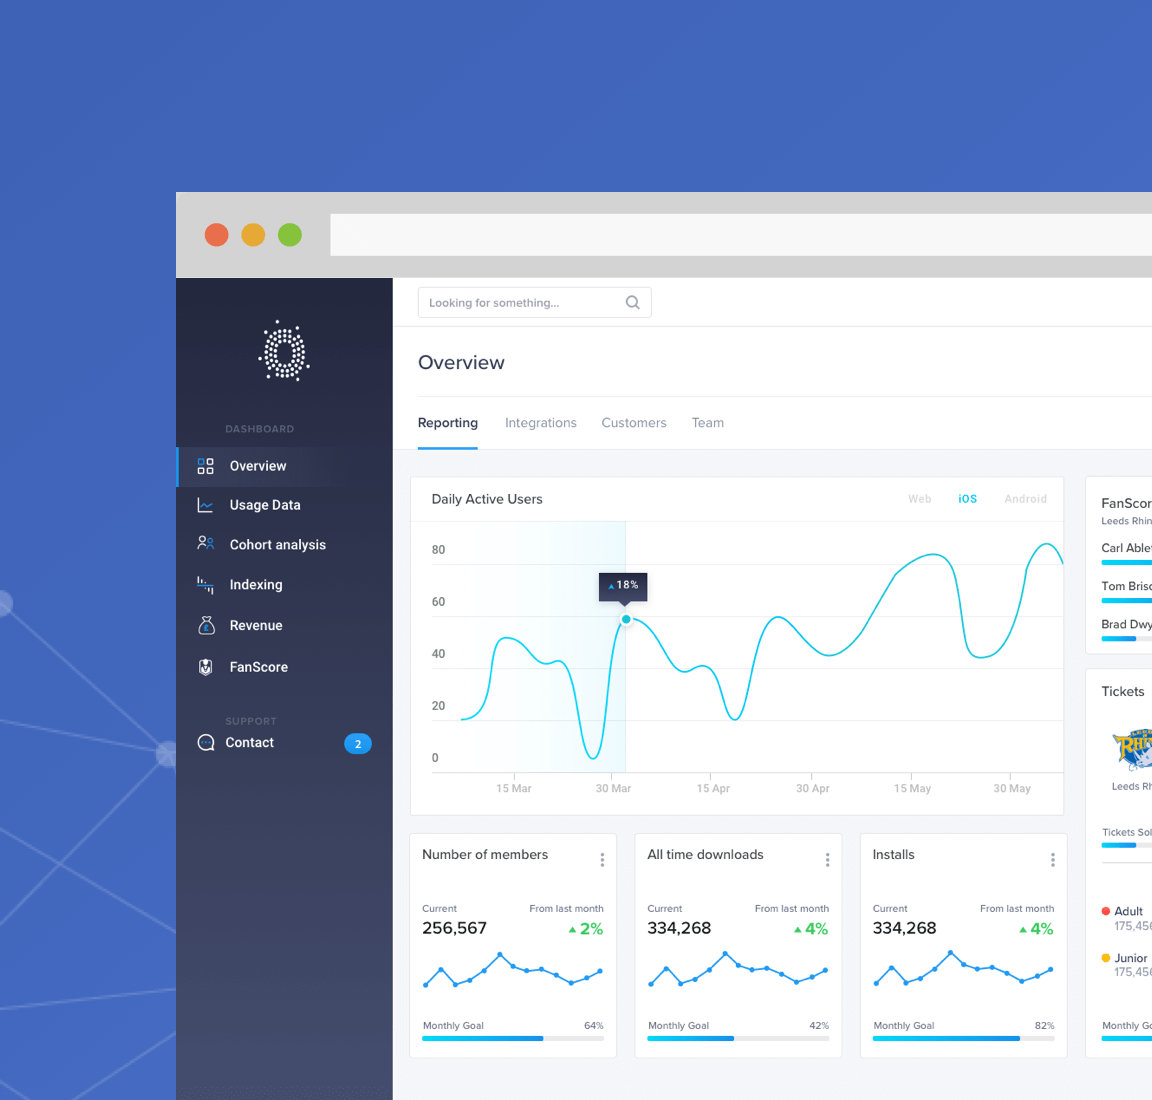 Looking for something...
Overview
Reporting
Integrations
Customers
Team
DASHBOARD
Overview
Usage Data
Cohort analysis
Indexing
Revenue
FanScore
SUPPORT
Contact
2
Daily Active Users
Web
iOS
Android
80
60
40
20
0
18%
15 Mar
30 Mar
15 Apr
30 Apr
15 May
30 May
Number of members
Current
From last month
256,567
2%
Monthly Goal
64%
All time downloads
Current
From last month
334,268
4%
Monthly Goal
42%
Installs
Current
From last month
334,268
4%
Monthly Goal
82%
FanScor
Leeds Rhin
Carl Able
Tom Brisc
Brad Dwy
Tickets
RHI
Leeds Rh
Tickets Sol
Adult
175,456
Junior
175,456
Monthly Go